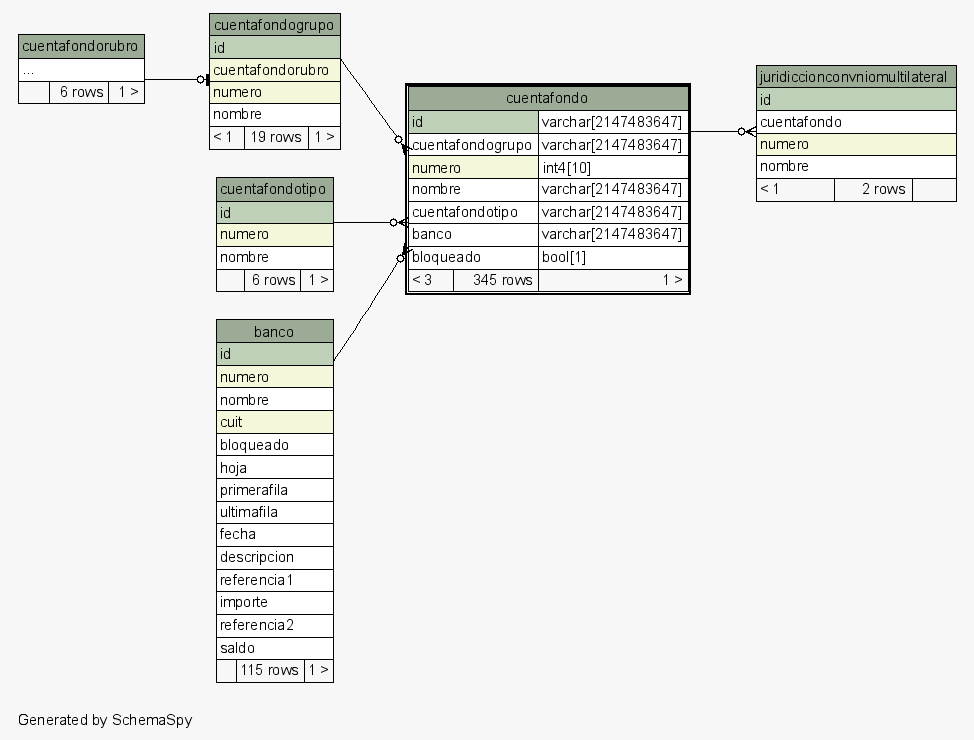 cuentafondorubro
...
6 rows 1 >
cuentafondogrupo
id
cuentafondorubro
numero
nombre
< 1 19 rows 1 >
cuentafondotipo
id
numero
nombre
6 rows 1 >
banco
id
numero
nombre
cuit
bloqueado
hoja
primerafila
ultimafila
fecha
descripcion
referencia1
importe
referencia2
saldo
115 rows 1 >
cuentafondo
id varchar[2147483647]
cuentafondogrupo varchar[2147483647]
numero int4[10]
nombre varchar[2147483647]
cuentafondotipo varchar[2147483647]
banco varchar[2147483647]
bloqueado bool[1]
< 3 345 rows 1 >
juridiccionconvniomultilateral
id
cuentafondo
numero
nombre
< 1 2 rows
Generated by SchemaSpy